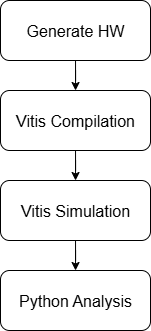 Generate HW
Vitis Compilation
Vitis Simulation
Python Analysis